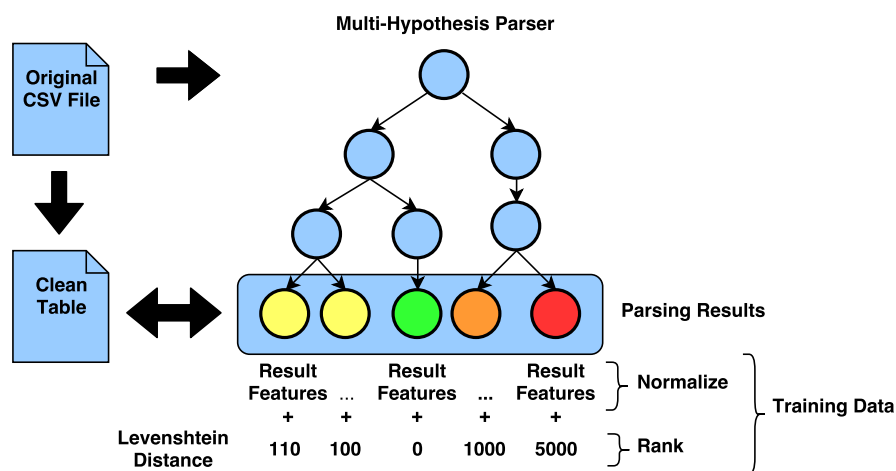 Multi-Hypothesis Parser
Original
CSV File
Clean
Table
Parsing Results
Result Result Result
Features ... Features ... Features
Normalize
+ + + + +
Training Data
Levenshtein
Distance
110 100 0 1000 5000
Rank